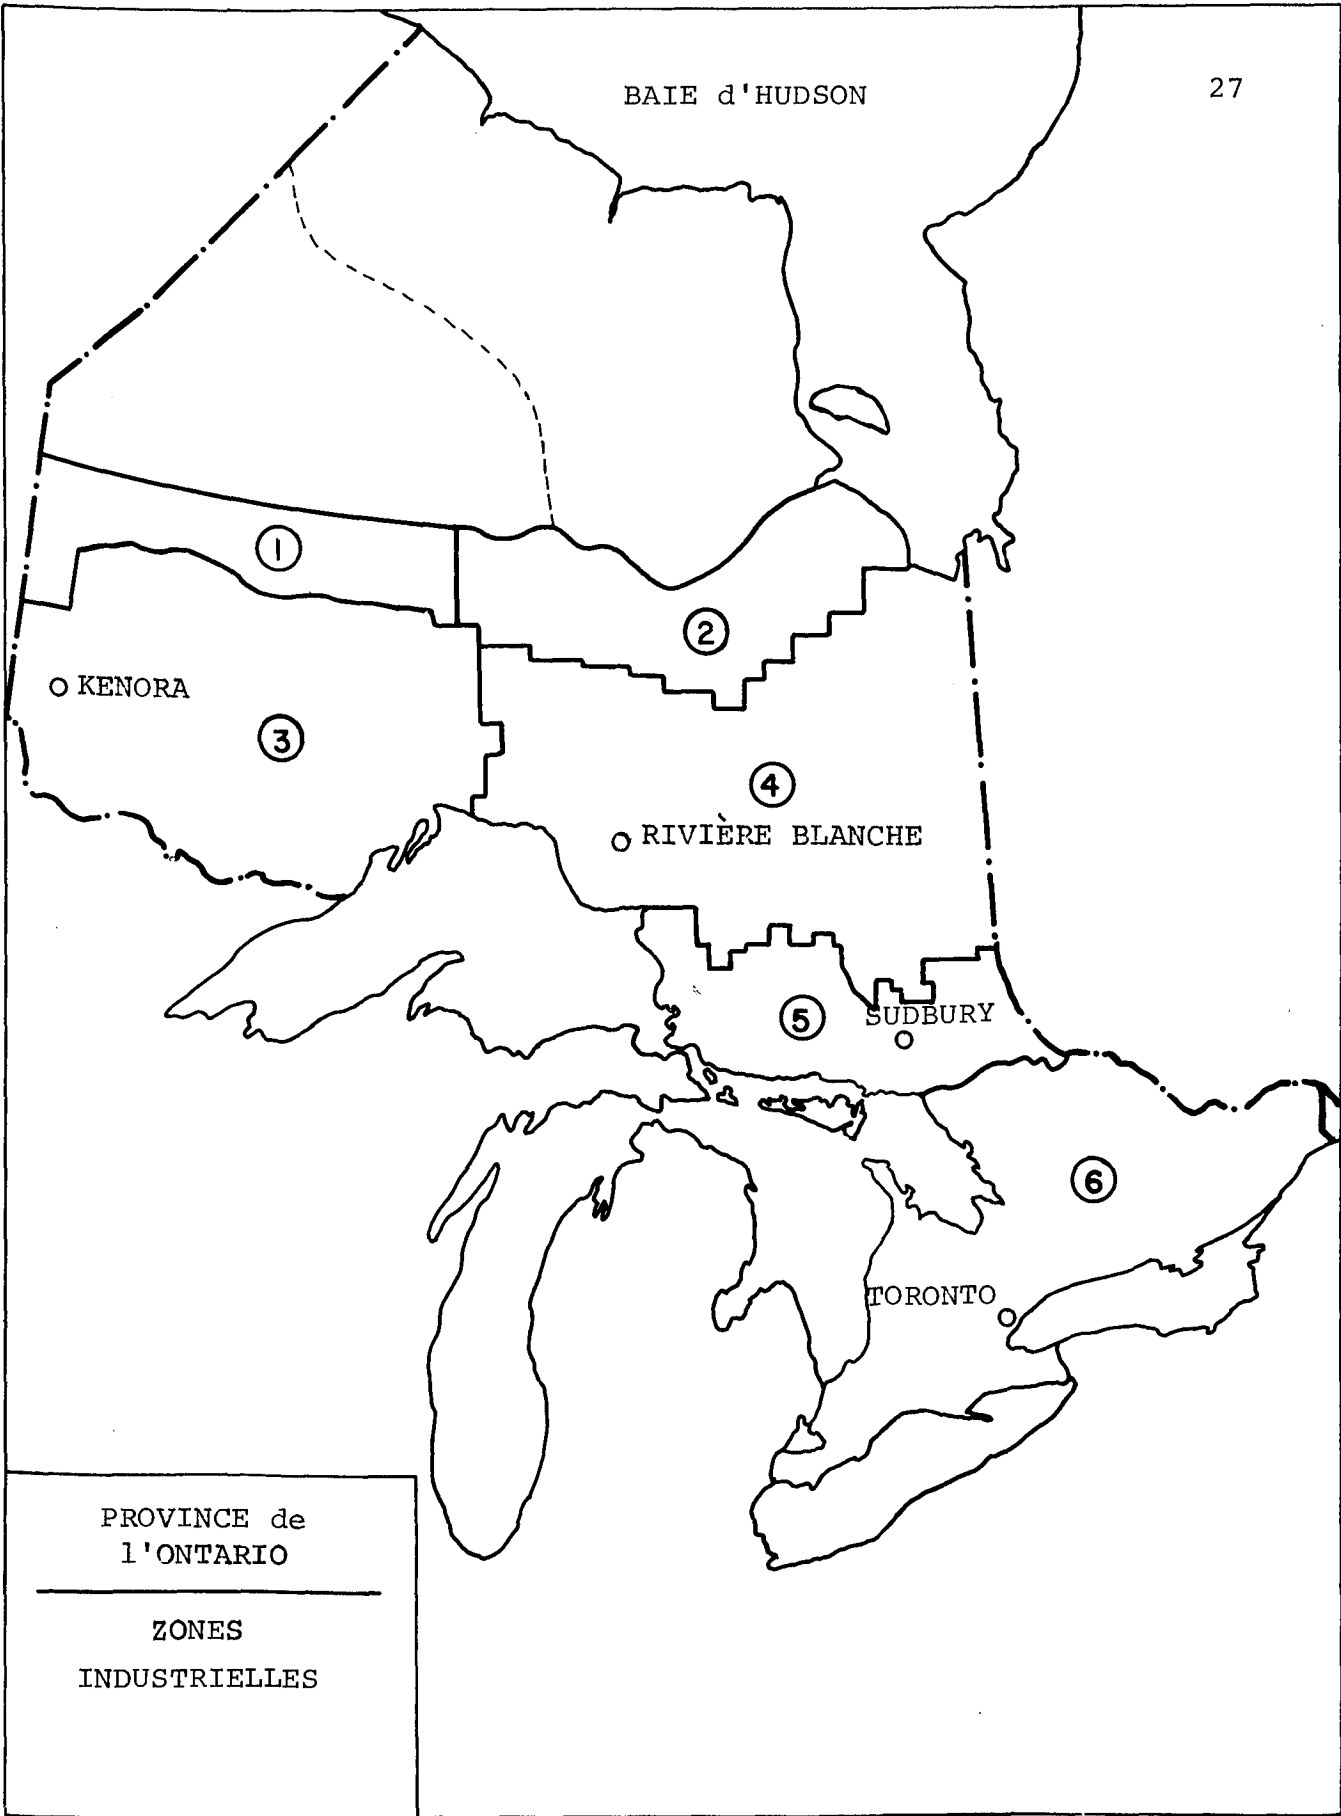 27
BAIE d'HUDSON
1
2
KENORA
3
4
RIVIÈRE BLANCHE
5
SUDBURY
6
TORONTO
PROVINCE de
l'ONTARIO
ZONES
INDUSTRIELLES